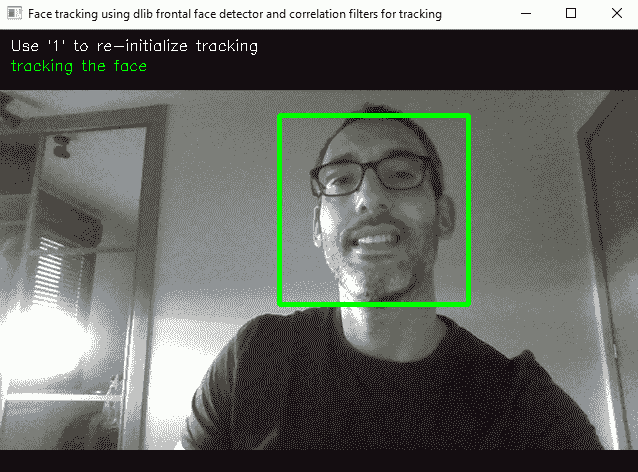 Face tracking using dlib frontal face detector and correlation filters for tracking
Use '1' to re-initialize tracking
tracking the face